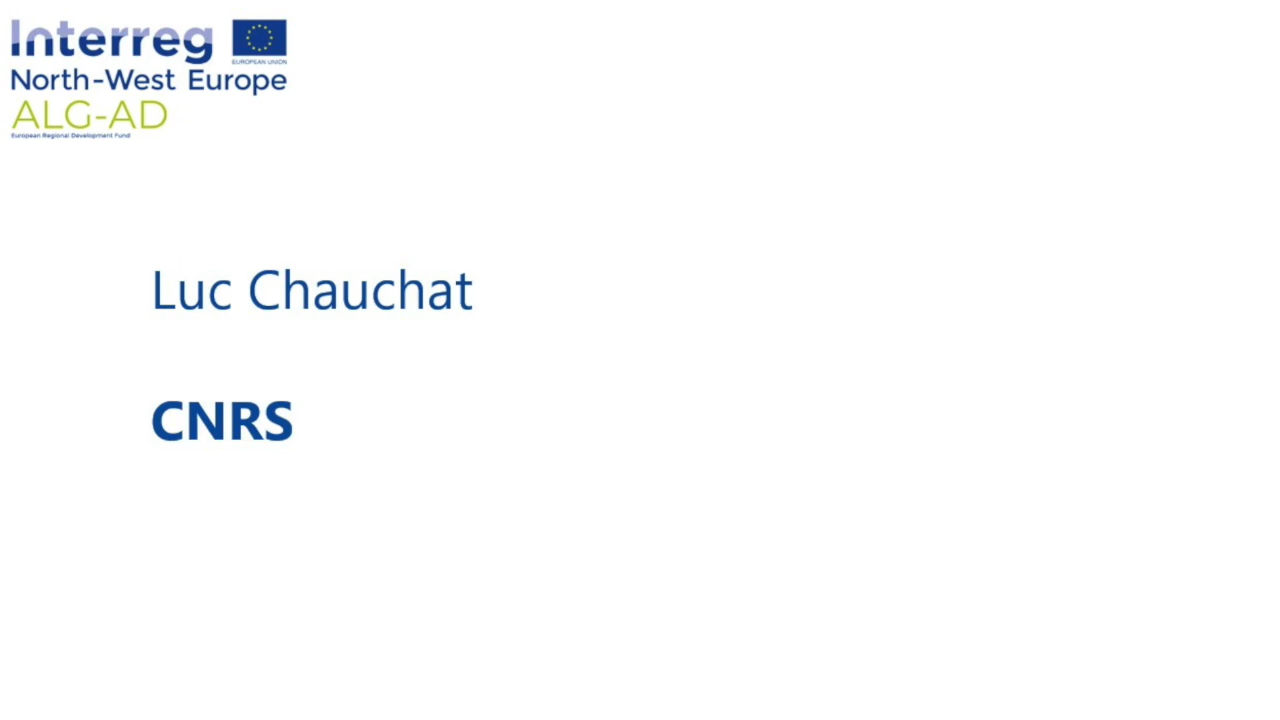 Interreg
EUROPEAN UNION
North-West Europe
ALG-AD
European Regional Development Fund
Luc Chauchat
CNRS